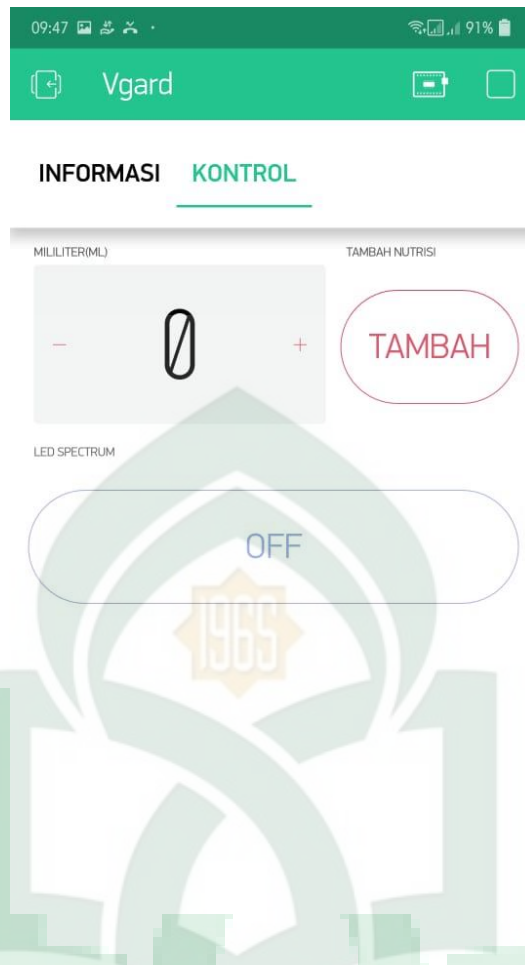 09:47 91%
Vgard
INFORMASI KONTROL
MILILITER(ML) TAMBAH NUTRISI
- 0 + TAMBAH
LED SPECTRUM
OFF
1965